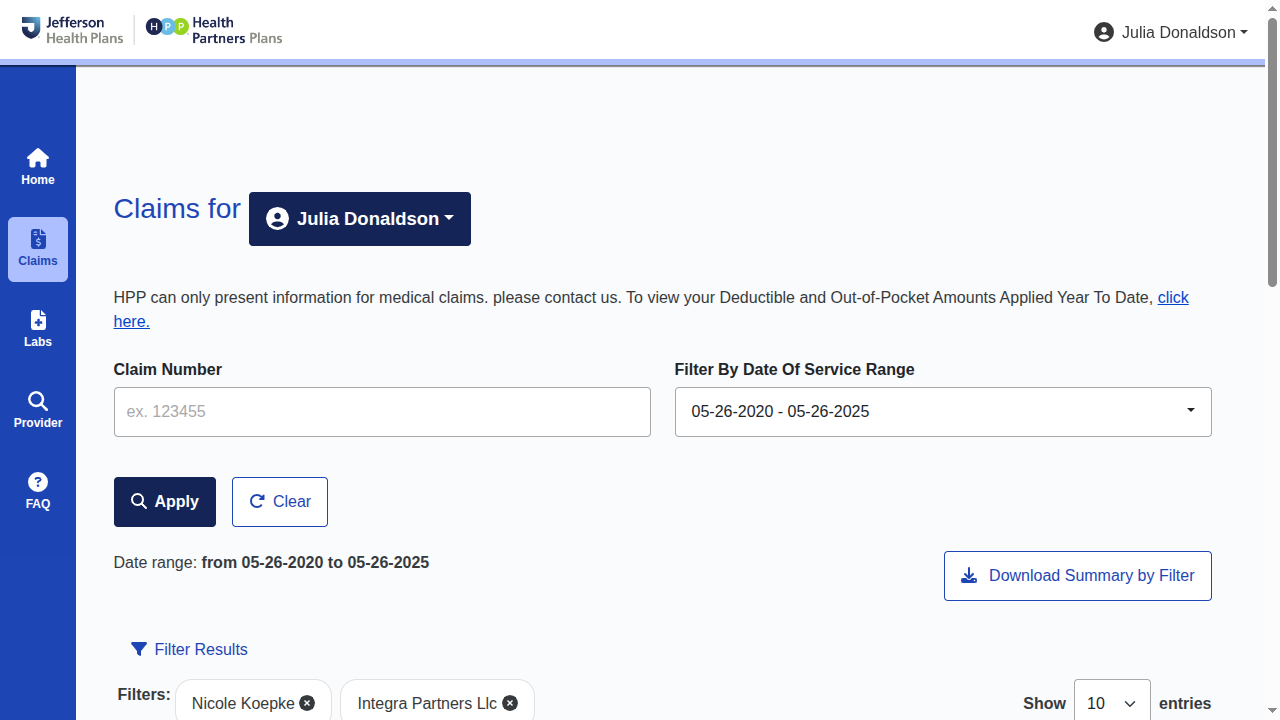 Jefferson
Health Plans
HPP
Health
Partners Plans
Julia Donaldson
Home
Claims
Labs
Provider
FAQ
Claims for
Julia Donaldson
HPP can only present information for medical claims. please contact us. To view your Deductible and Out-of-Pocket Amounts Applied Year To Date, click
here.
Claim Number
Filter By Date Of Service Range
ex. 123455
05-26-2020 - 05-26-2025
Apply
Clear
Date range: from 05-26-2020 to 05-26-2025
Download Summary by Filter
Filter Results
Filters:
Nicole Koepke
Integra Partners Llc
Show
10
entries